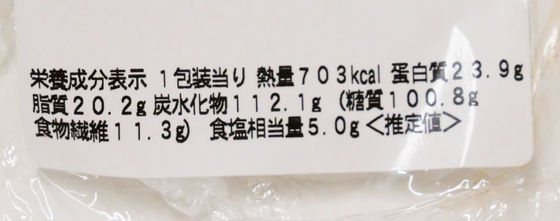 栄養成分表示 1包装当り 熱量703kcal 蛋白質23.9g
脂質20.2g 炭水化物112.1g (糖質100.8g
食物繊維11.3g) 食塩相当量5.0g<推定値>